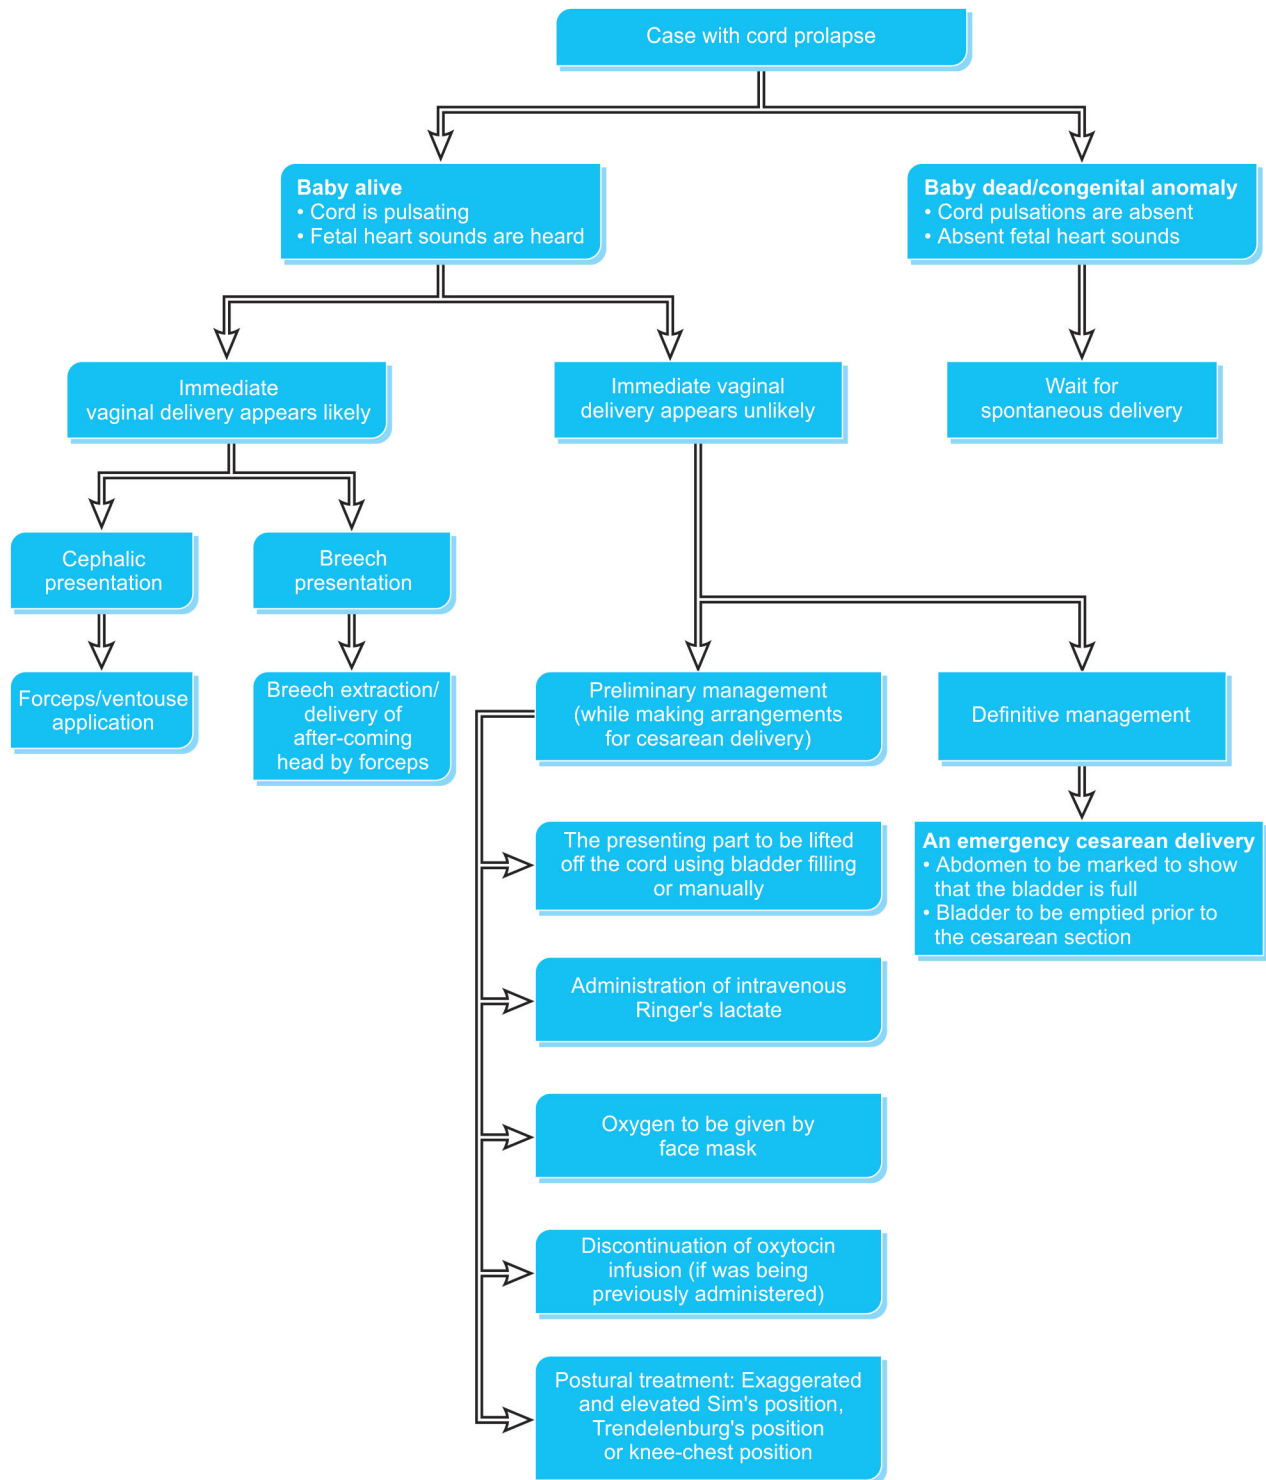 Case with cord prolapse
Baby alive
• Cord is pulsating
• Fetal heart sounds are heard
Baby dead/congenital anomaly
• Cord pulsations are absent
• Absent fetal heart sounds
Immediate
vaginal delivery appears likely
Immediate vaginal
delivery appears unlikely
Wait for
spontaneous delivery
Cephalic
presentation
Breech
presentation
Forceps/ventouse
application
Breech extraction/
delivery of
after-coming
head by forceps
Preliminary management
(while making arrangements
for cesarean delivery)
Definitive management
The presenting part to be lifted
off the cord using bladder filling
or manually
An emergency cesarean delivery
• Abdomen to be marked to show
that the bladder is full
• Bladder to be emptied prior to
the cesarean section
Administration of intravenous
Ringer's lactate
Oxygen to be given by
face mask
Discontinuation of oxytocin
infusion (if was being
previously administered)
Postural treatment: Exaggerated
and elevated Sim's position,
Trendelenburg's position
or knee-chest position